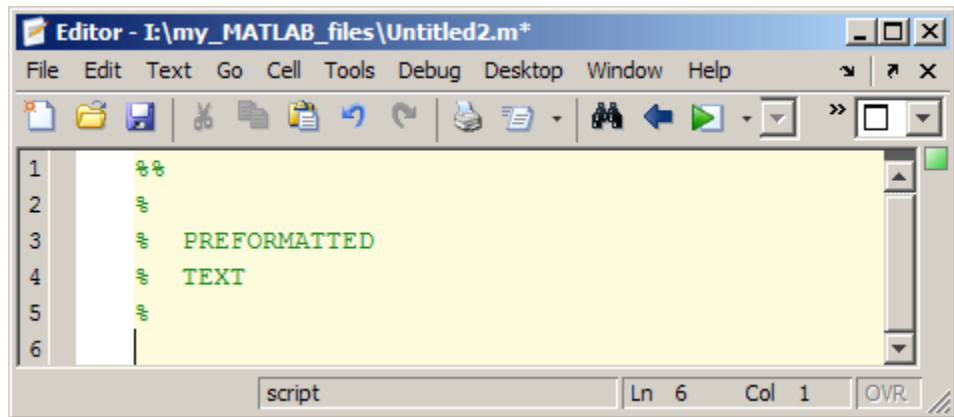 Editor - I:\my_MATLAB_files\Untitled2.m*
File Edit Text Go Cell Tools Debug Desktop Window Help
1 %%
2 %
3 %  PREFORMATTED
4 %  TEXT
5 %
6
script Ln 6 Col 1 OVR